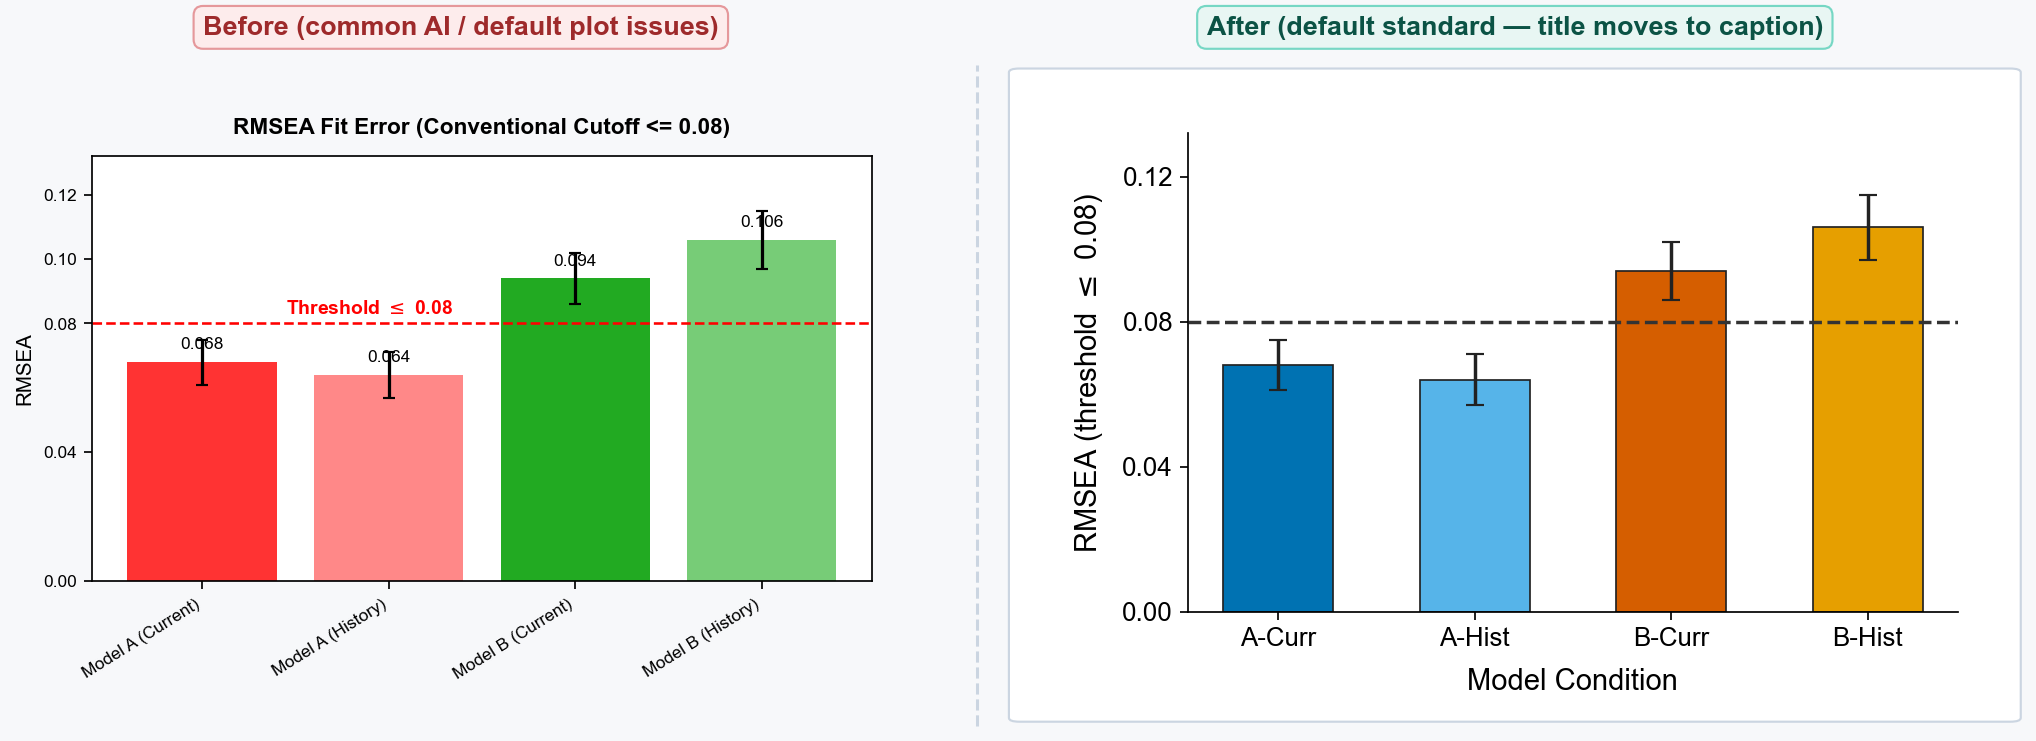 Before (common AI / default plot issues)
RMSEA Fit Error (Conventional Cutoff <= 0.08)
RMSEA
0.12
0.10
0.08
0.04
0.00
Threshold ≤ 0.08
0.068
0.064
0.094
0.106
Model A (Current)
Model A (History)
Model B (Current)
Model B (History)
After (default standard — title moves to caption)
RMSEA (threshold ≤ 0.08)
0.12
0.08
0.04
0.00
A-Curr
A-Hist
B-Curr
B-Hist
Model Condition